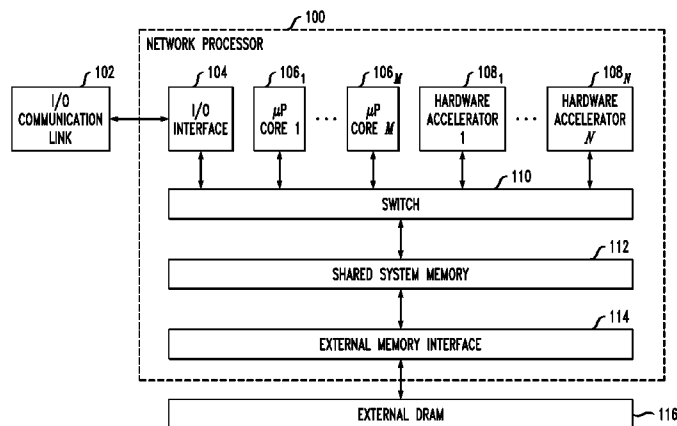 100
NETWORK PROCESSOR
102
104
106₁
106M
108₁
108N
I/O
COMMUNICATION
LINK
I/O
INTERFACE
μP
CORE 1
...
μP
CORE M
HARDWARE
ACCELERATOR
1
...
HARDWARE
ACCELERATOR
N
110
SWITCH
112
SHARED SYSTEM MEMORY
114
EXTERNAL MEMORY INTERFACE
EXTERNAL DRAM
116